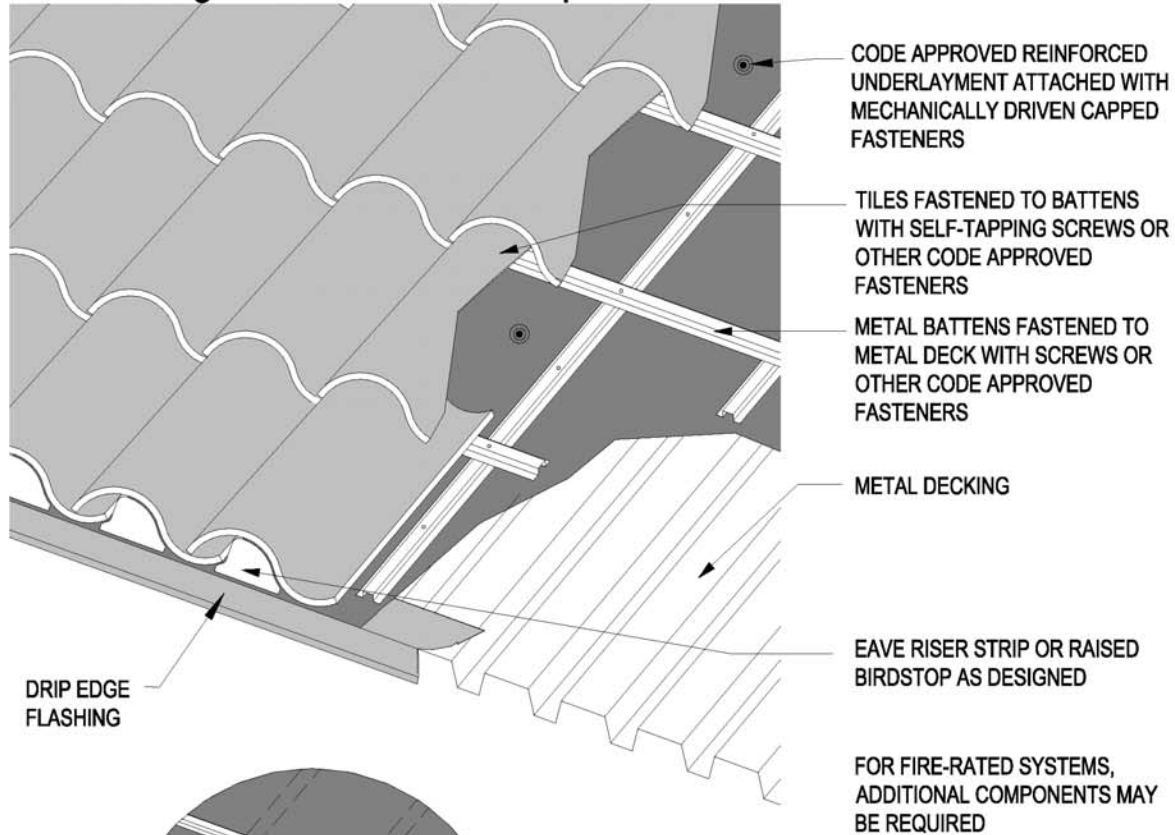 CODE APPROVED REINFORCED
UNDERLAYMENT ATTACHED WITH
MECHANICALLY DRIVEN CAPPED
FASTENERS
TILES FASTENED TO BATTENS
WITH SELF-TAPPING SCREWS OR
OTHER CODE APPROVED
FASTENERS
METAL BATTENS FASTENED TO
METAL DECK WITH SCREWS OR
OTHER CODE APPROVED
FASTENERS
METAL DECKING
EAVE RISER STRIP OR RAISED
BIRDSTOP AS DESIGNED
DRIP EDGE
FLASHING
FOR FIRE-RATED SYSTEMS,
ADDITIONAL COMPONENTS MAY
BE REQUIRED